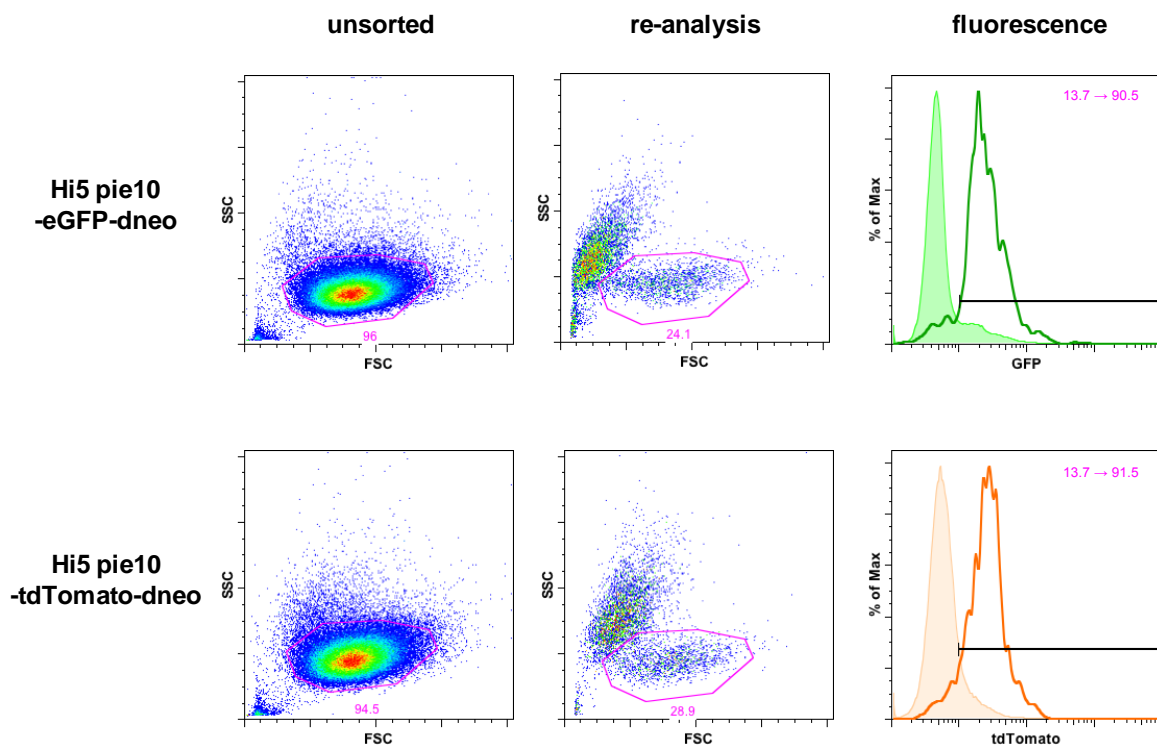 unsorted re-analysis fluorescence
Hi5 pie10
-eGFP-dneo
SSC
96
FSC
SSC
24.1
FSC
13.7 → 90.5
% of Max
GFP
Hi5 pie10
-tdTomato-dneo
SSC
94.5
FSC
SSC
28.9
FSC
13.7 → 91.5
% of Max
tdTomato